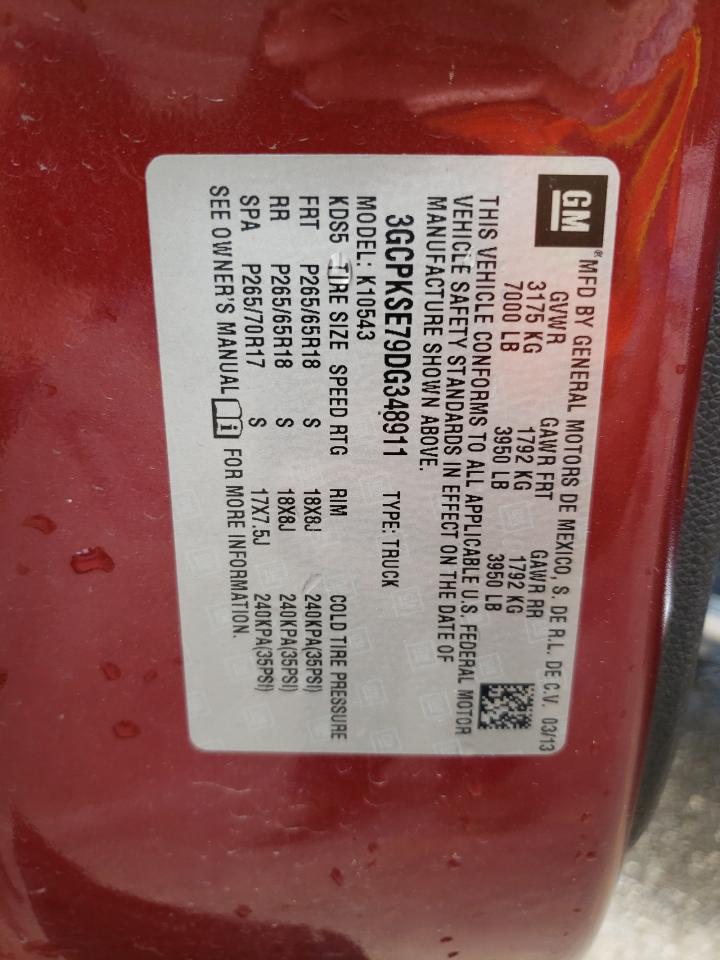 GM® MFD BY GENERAL MOTORS DE MEXICO, S. DE R.L. DE C.V. 03/13
GVWR GAWR FRT GAWR RR
3175 KG 1792 KG 1792 KG
7000 LB 3950 LB 3950 LB
THIS VEHICLE CONFORMS TO ALL APPLICABLE U.S. FEDERAL MOTOR
VEHICLE SAFETY STANDARDS IN EFFECT ON THE DATE OF
MANUFACTURE SHOWN ABOVE.
3GCPKSE79DG348911 TYPE: TRUCK
MODEL: K10543
KDS5 TIRE SIZE SPEED RTG RIM COLD TIRE PRESSURE
FRT P265/65R18 S 18X8J 240KPA(35PSI)
RR P265/65R18 S 18X8J 240KPA(35PSI)
SPA P265/70R17 S 17X7.5J 240KPA(35PSI)
SEE OWNER'S MANUAL i FOR MORE INFORMATION.